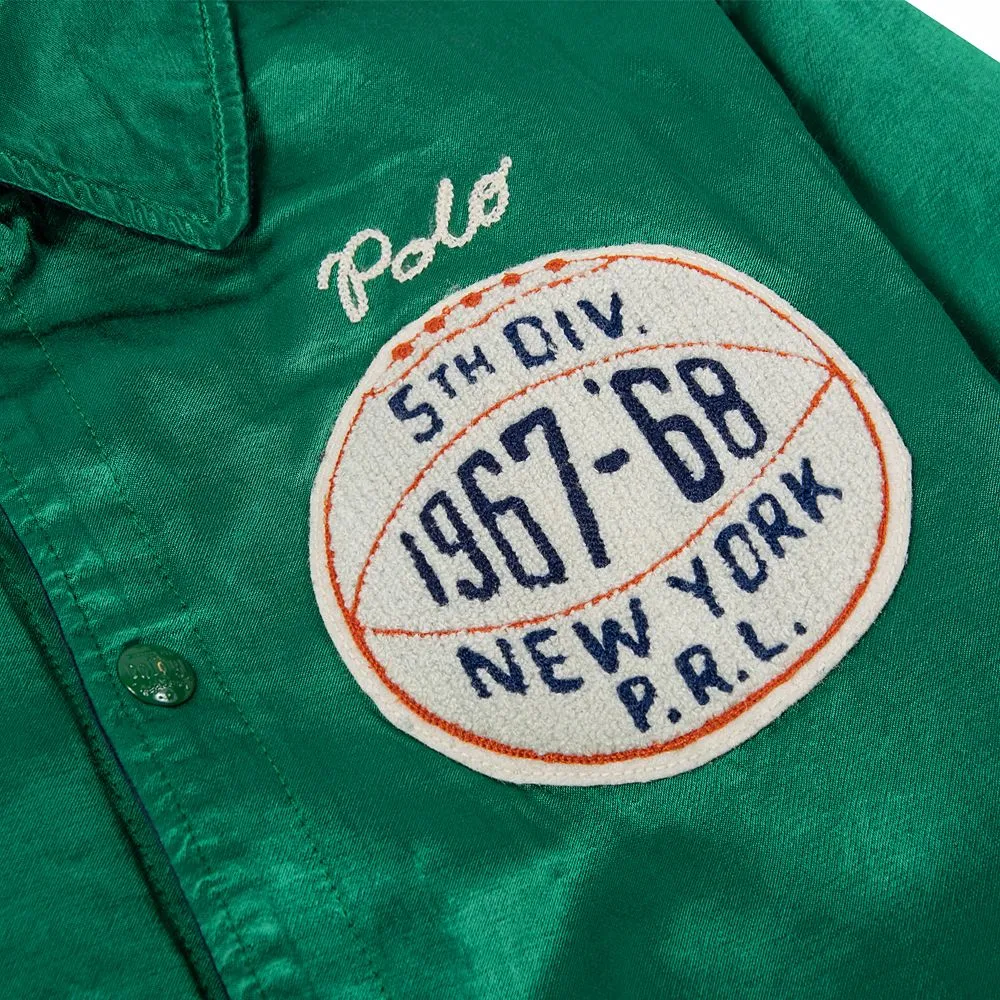 Polo
5TH DIV.
1967-'68
NEW YORK
P.R.L.